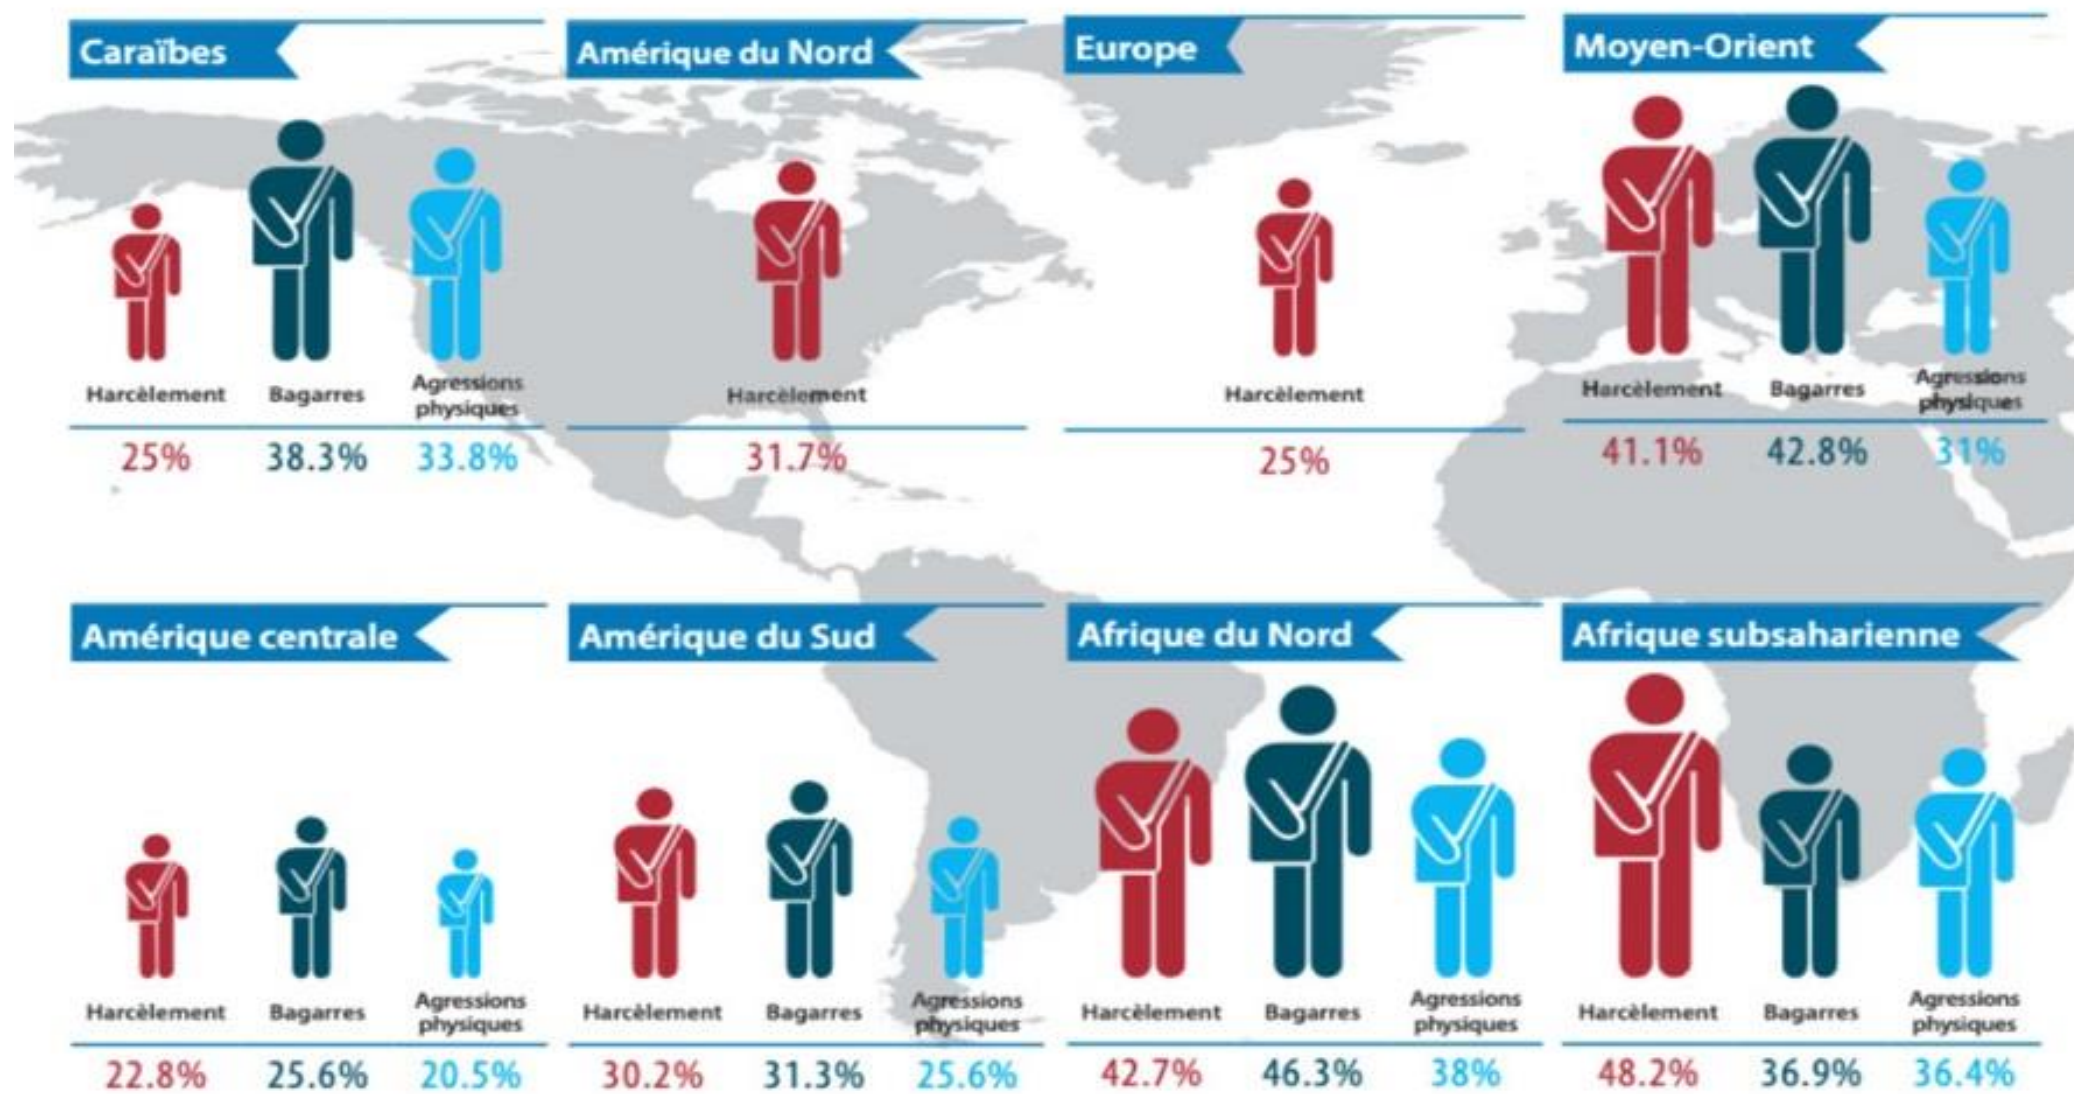 Caraïbes
Harcèlement Bagarres Agressions physiques
25% 38.3% 33.8%
Amérique du Nord
Harcèlement
31.7%
Europe
Harcèlement
25%
Moyen-Orient
Harcèlement Bagarres Agressions physiques
41.1% 42.8% 31%
Amérique centrale
Harcèlement Bagarres Agressions physiques
22.8% 25.6% 20.5%
Amérique du Sud
Harcèlement Bagarres Agressions physiques
30.2% 31.3% 25.6%
Afrique du Nord
Harcèlement Bagarres Agressions physiques
42.7% 46.3% 38%
Afrique subsaharienne
Harcèlement Bagarres Agressions physiques
48.2% 36.9% 36.4%